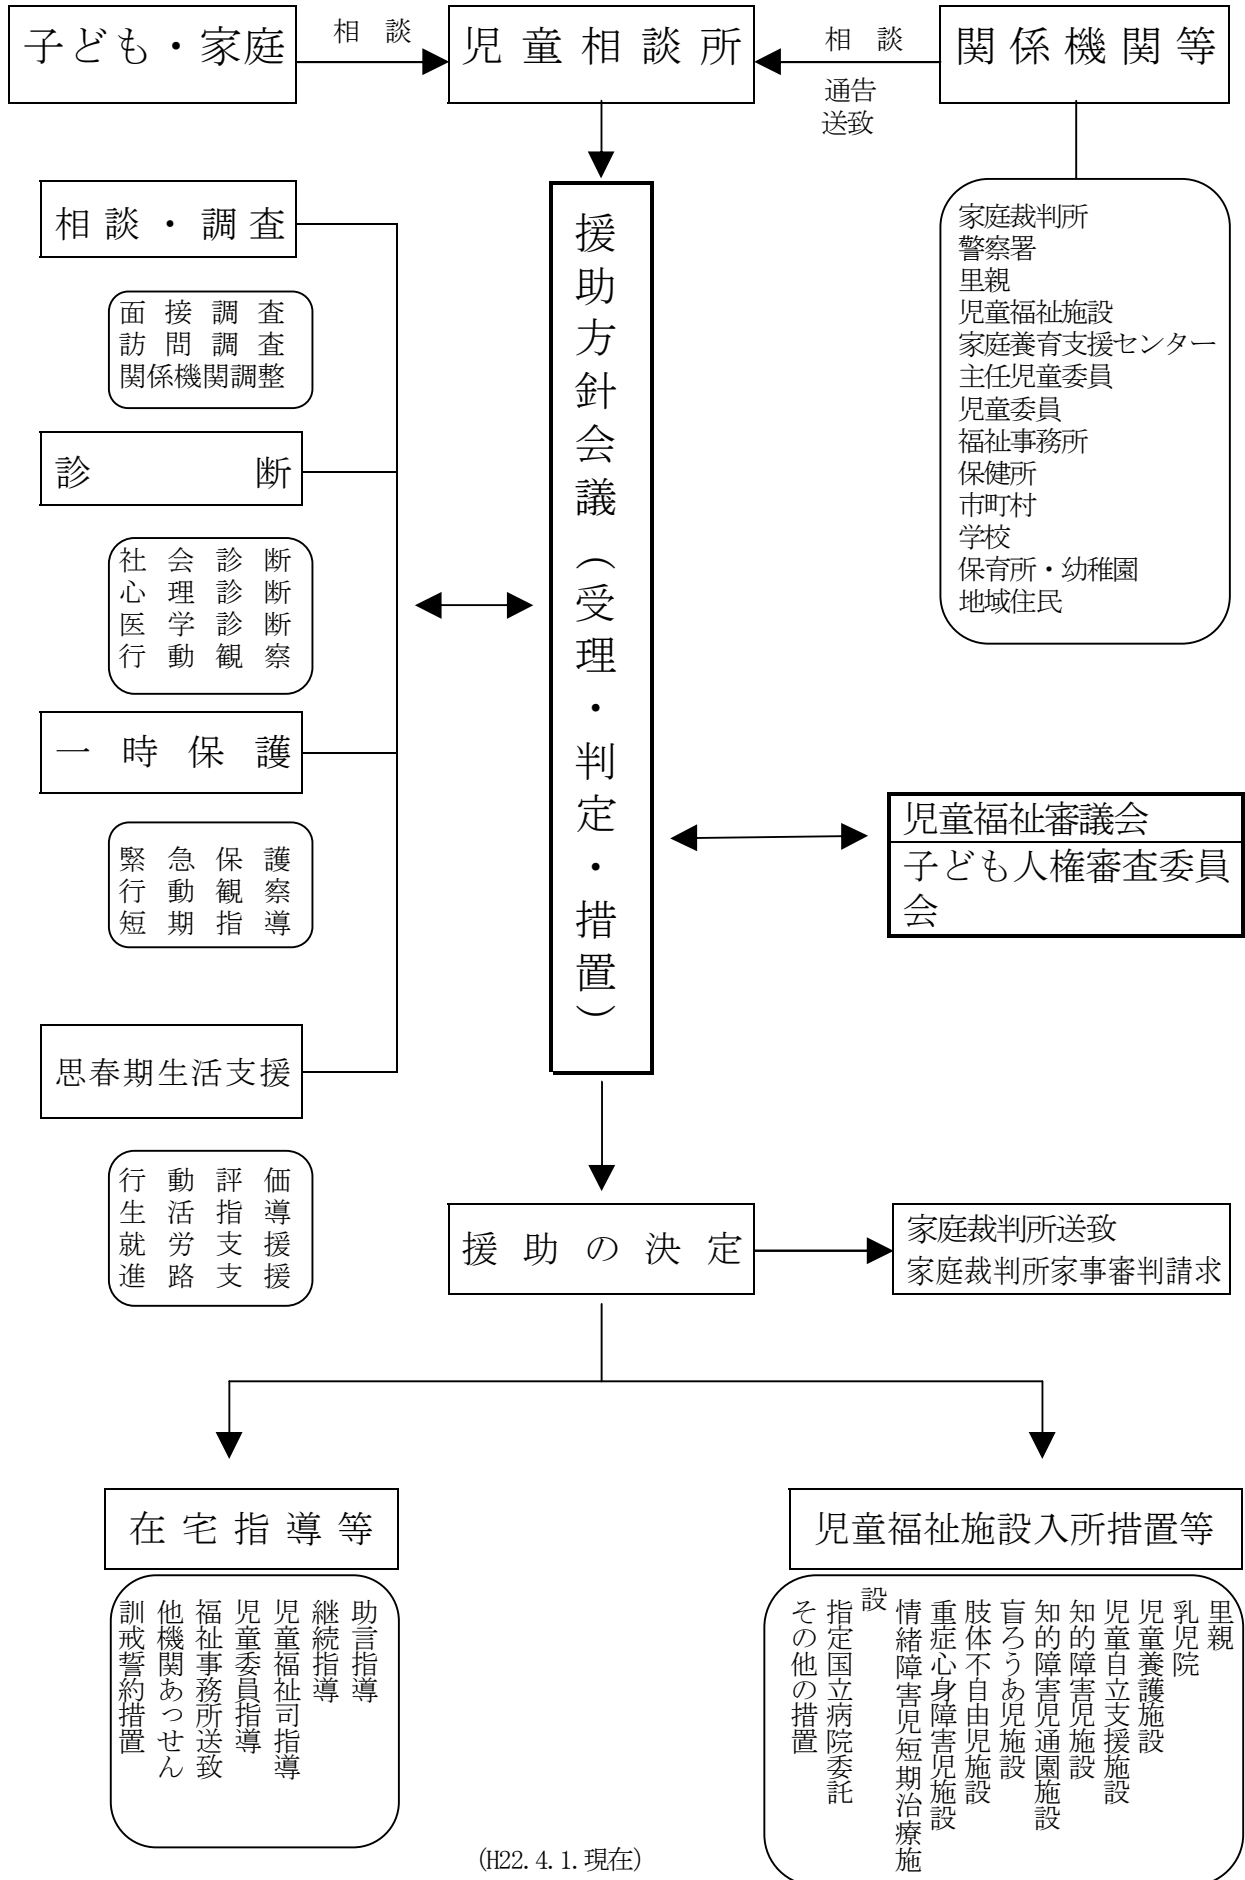 子ども・家庭
相 談
児童相談所
相 談
通告
送致
関係機関等
家庭裁判所
警察署
里親
児童福祉施設
家庭養育支援センター
主任児童委員
児童委員
福祉事務所
保健所
市町村
学校
保育所・幼稚園
地域住民
相談・調査
面接調査
訪問調査
関係機関調整
診断
社会診断
心理診断
医学診断
行動観察
一時保護
緊急保護
行動観察
短期指導
思春期生活支援
行動評価
生活指導
就労支援
進路支援
援助方針会議（受理・判定・措置）
児童福祉審議会
子ども人権審査委員
会
援助の決定
家庭裁判所送致
家庭裁判所家事審判請求
在宅指導等
助言指導
継続指導
児童福祉司指導
児童委員指導
福祉事務所送致
他機関あっせん
訓戒誓約措置
児童福祉施設入所措置等
里親
乳児院
児童養護施設
児童自立支援施設
知的障害児施設
知的障害児通園施設
盲ろうあ児施設
肢体不自由児施設
重症心身障害児施設
情緒障害児短期治療施
設
指定国立病院委託
その他の措置
(H22.4.1.現在)